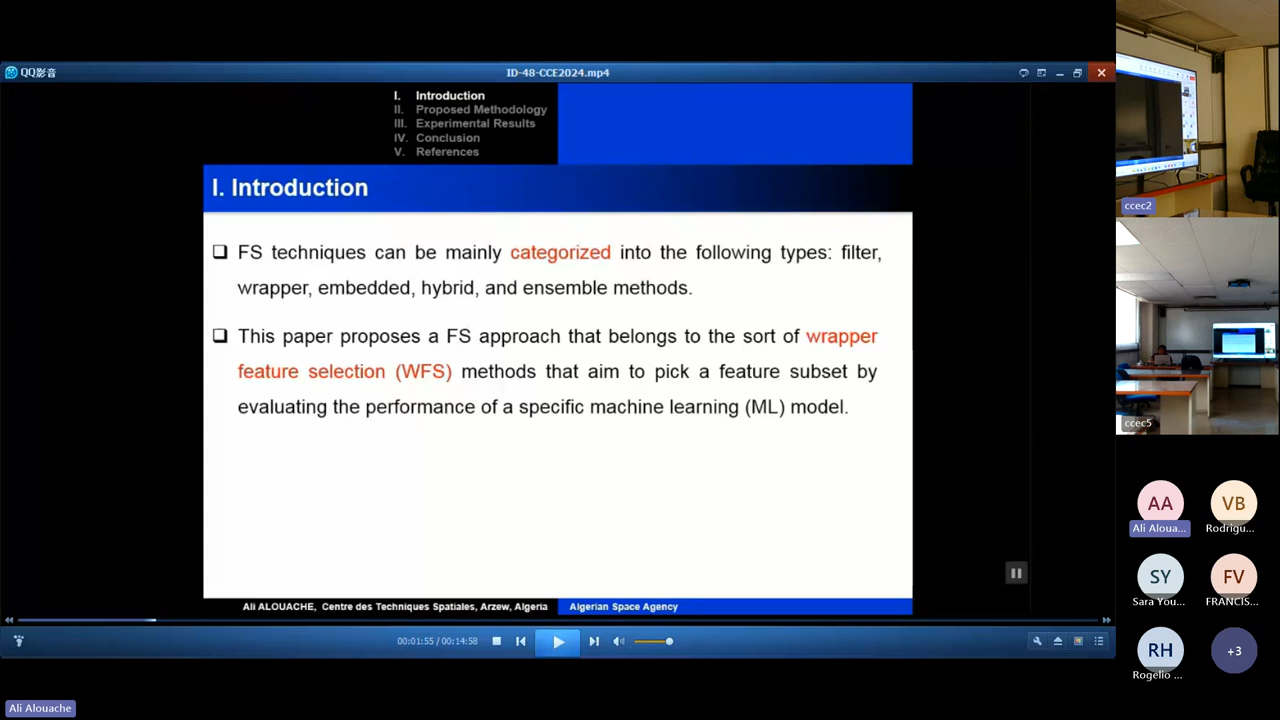 QQ影音
ID-48-CCE2024.mp4
I. Introduction
II. Proposed Methodology
III. Experimental Results
IV. Conclusion
V. References
I. Introduction
FS techniques can be mainly categorized into the following types: filter,
wrapper, embedded, hybrid, and ensemble methods.
This paper proposes a FS approach that belongs to the sort of wrapper
feature selection (WFS) methods that aim to pick a feature subset by
evaluating the performance of a specific machine learning (ML) model.
Ali ALOUACHE, Centre des Techniques Spatiales, Arzew, Algeria
Algerian Space Agency
00:01:55 / 00:14:58
Ali Alouache
ccec2
ccec5
AA
Ali Aloua...
VB
Rodrigu...
SY
Sara You...
FV
FRANCIS...
RH
Rogelio ...
+3